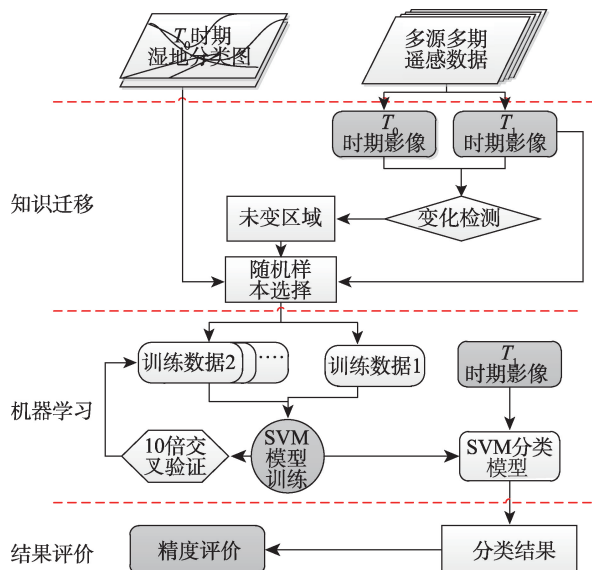 T₀时期
湿地分类图
多源多期
遥感数据
T₀
时期影像
T₁
时期影像
知识迁移
变化检测
未变区域
随机样
本选择
训练数据2
····
训练数据1
T₁
时期影像
机器学习
10倍交
叉验证
SVM
模型
训练
SVM分类
模型
结果评价
精度评价
分类结果